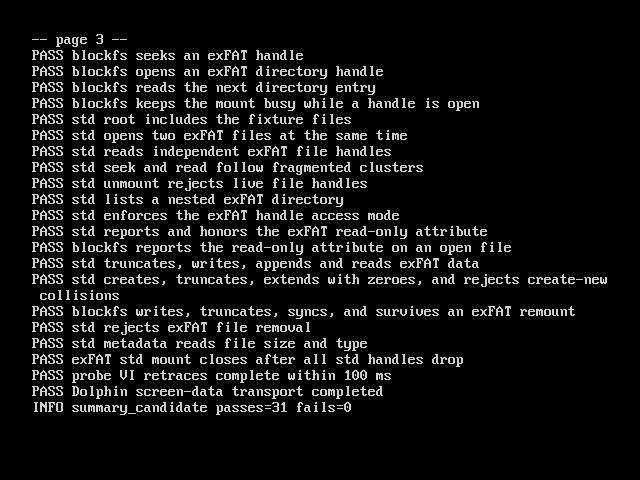 -- page 3 --
PASS blockfs seeks an exFAT handle
PASS blockfs opens an exFAT directory handle
PASS blockfs reads the next directory entry
PASS blockfs keeps the mount busy while a handle is open
PASS std root includes the fixture files
PASS std opens two exFAT files at the same time
PASS std reads independent exFAT file handles
PASS std seek and read follow fragmented clusters
PASS std unmount rejects live file handles
PASS std lists a nested exFAT directory
PASS std enforces the exFAT handle access mode
PASS std reports and honors the exFAT read-only attribute
PASS blockfs reports the read-only attribute on an open file
PASS std truncates, writes, appends and reads exFAT data
PASS std creates, truncates, extends with zeroes, and rejects create-new
 collisions
PASS blockfs writes, truncates, syncs, and survives an exFAT remount
PASS std rejects exFAT file removal
PASS std metadata reads file size and type
PASS exFAT std mount closes after all std handles drop
PASS probe VI retraces complete within 100 ms
PASS Dolphin screen-data transport completed
INFO summary_candidate passes=31 fails=0